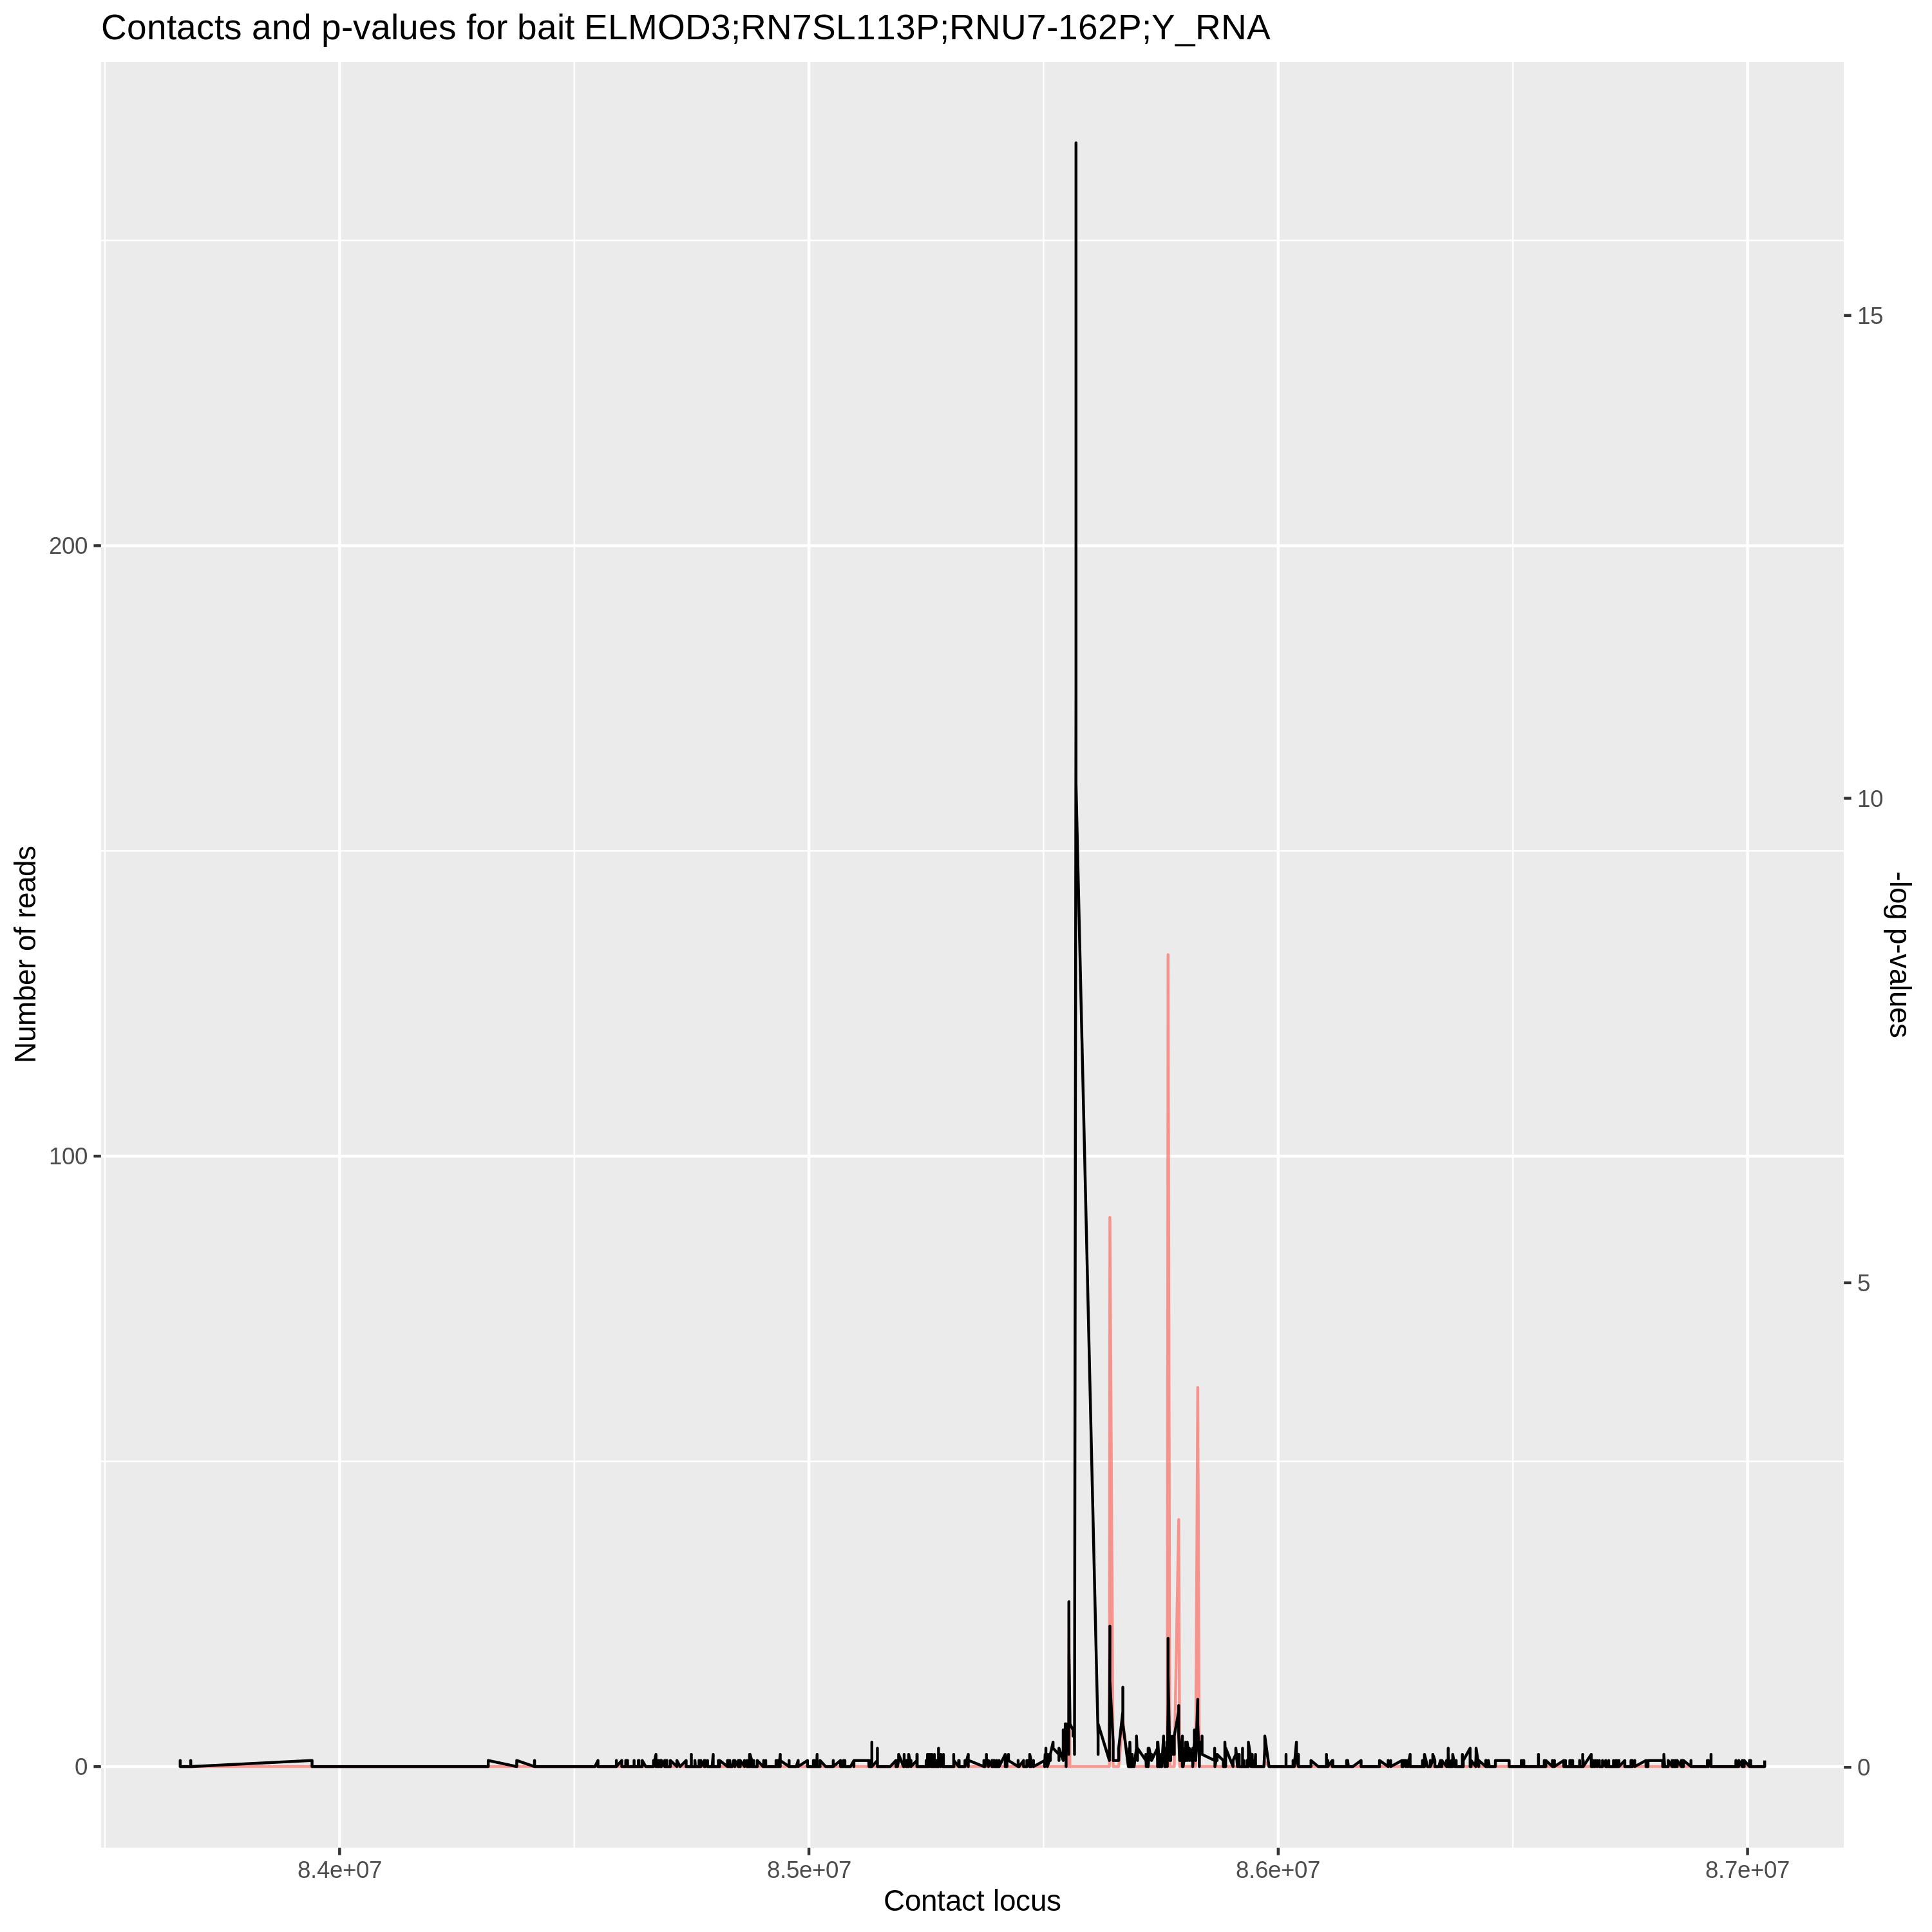 Contacts and p-values for bait ELMOD3;RN7SL113P;RNU7-162P;Y_RNA
Number of reads
200
100
0
15
10
5
0
-log p-values
8.4e+07
8.5e+07
8.6e+07
8.7e+07
Contact locus